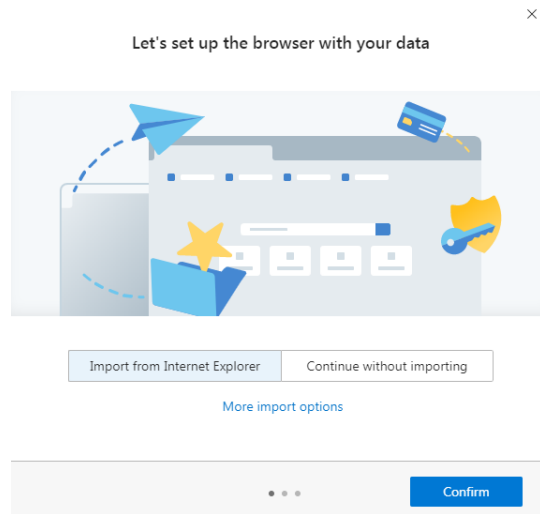 Let's set up the browser with your data
Import from Internet Explorer
Continue without importing
More import options
Confirm